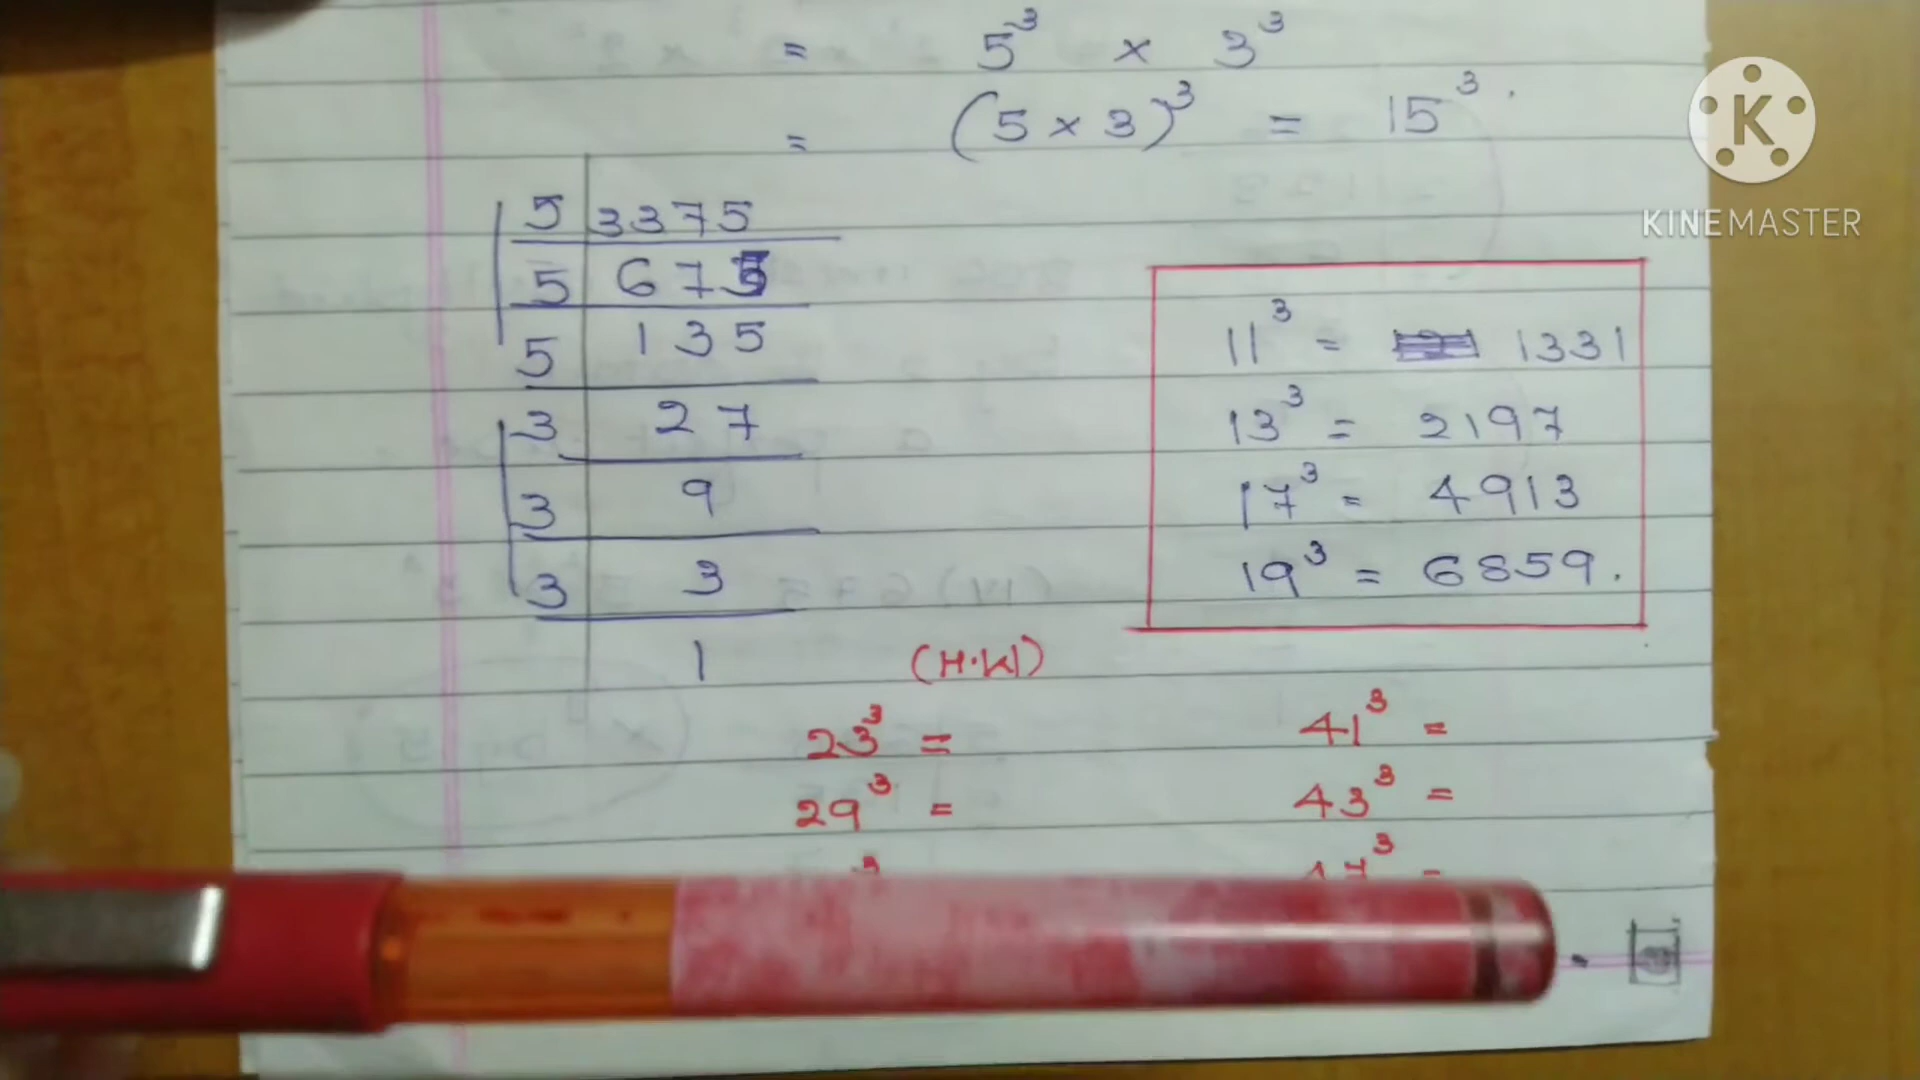 = 5³ × 3³
= (5 × 3)³ = 15³.
5 3375
5 675
5 135
3 27
3 9
3 3
1
KINEMASTER
11³ = 1331
13³ = 2197
17³ = 4913
19³ = 6859.
(H.W)
23³ = 41³ =
29³ = 43³ =